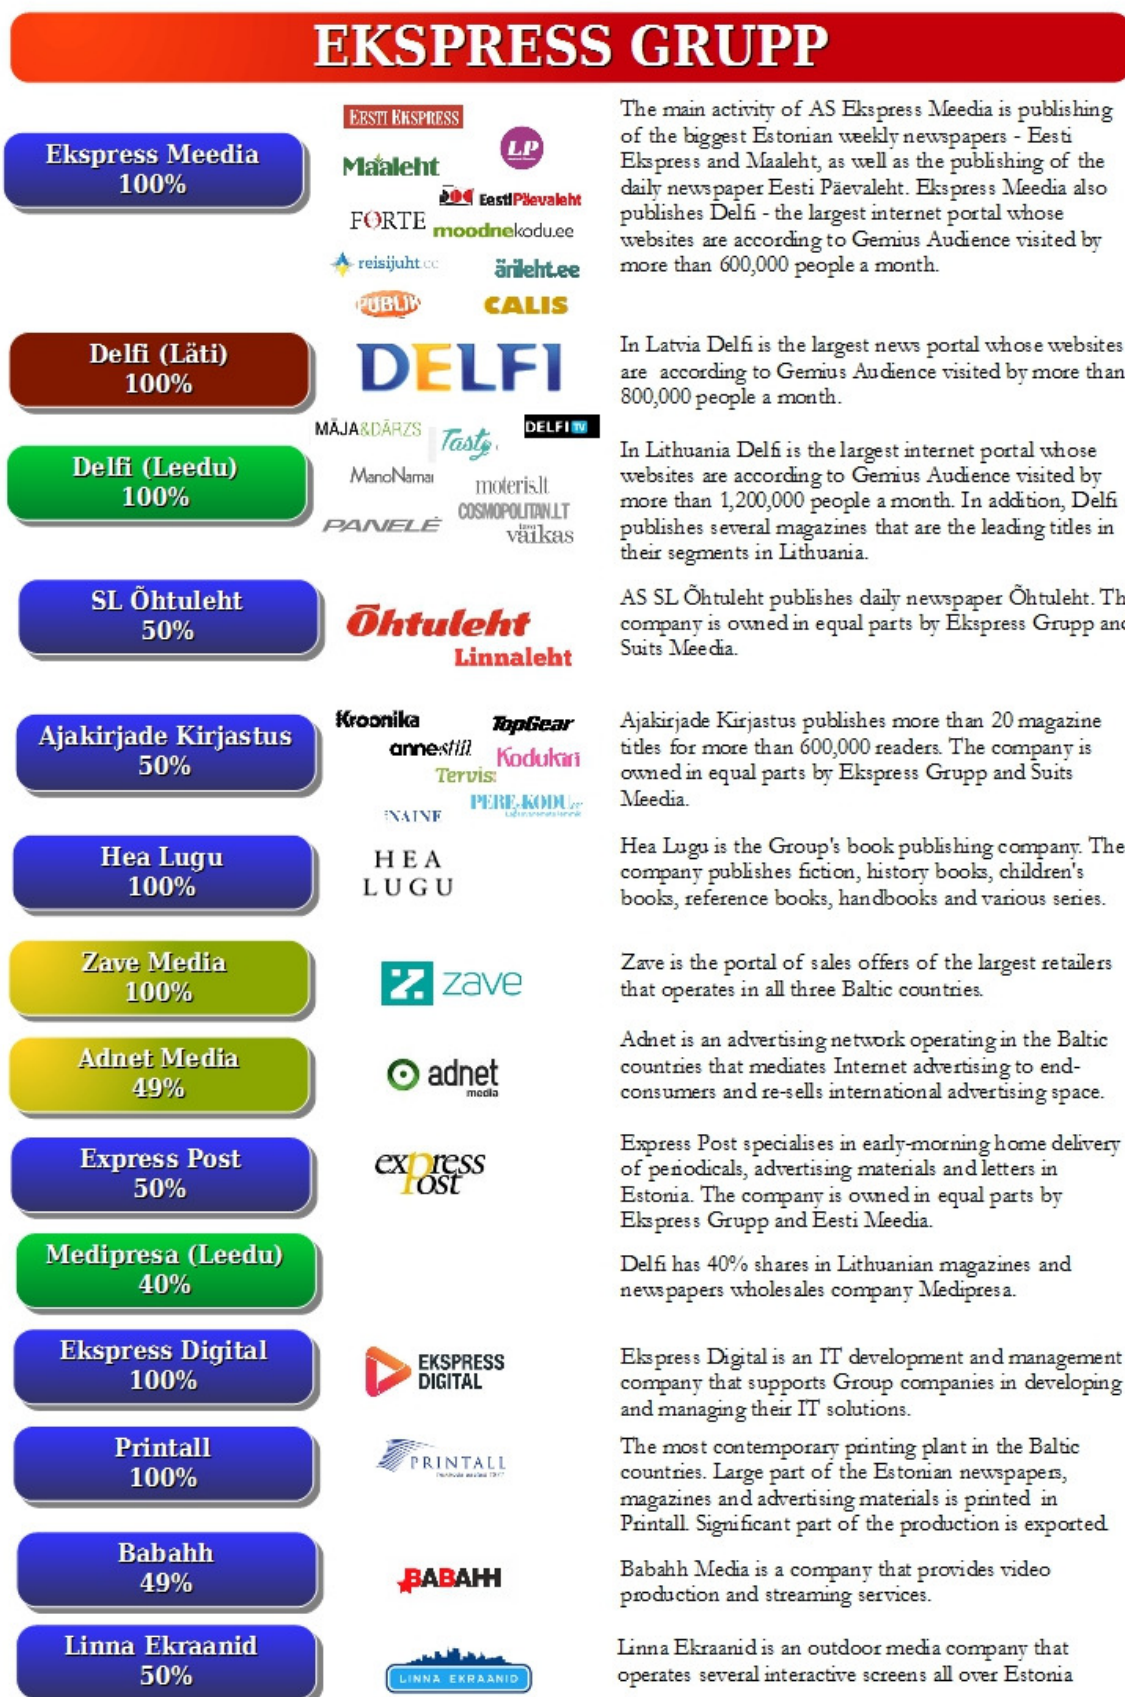 EKSPRESS GRUPP
Ekspress Meedia
100%
EESTI EKSPRESS
LP
Maaleht
Eesti Päevaleht
FORTE
moodnekodu.ee
reisijuht.ee
ärileht.ee
PUBLIK
CALIS
The main activity of AS Ekspress Meedia is publishing
of the biggest Estonian weekly newspapers - Eesti
Ekspress and Maaleht, as well as the publishing of the
daily newspaper Eesti Päevaleht. Ekspress Meedia also
publishes Delfi - the largest internet portal whose
websites are according to Gemius Audience visited by
more than 600,000 people a month.
Delfi (Läti)
100%
DELFI
In Latvia Delfi is the largest news portal whose websites
are according to Gemius Audience visited by more than
800,000 people a month.
Delfi (Leedu)
100%
MĀJA&DĀRZS
Tasty
DELFI TV
ManoNamai
moteris.lt
COSMOPOLITAN.LT
PANELĖ
vaikas
In Lithuania Delfi is the largest internet portal whose
websites are according to Gemius Audience visited by
more than 1,200,000 people a month. In addition, Delfi
publishes several magazines that are the leading titles in
their segments in Lithuania.
SL Õhtuleht
50%
Õhtuleht
Linnaleht
AS SL Õhtuleht publishes daily newspaper Õhtuleht. Th
company is owned in equal parts by Ekspress Grupp and
Suits Meedia.
Ajakirjade Kirjastus
50%
Kroonika
TopGear
anne&stiil
Kodukiri
Tervis
NAINE
PERE&KODU
Ajakirjade Kirjastus publishes more than 20 magazine
titles for more than 600,000 readers. The company is
owned in equal parts by Ekspress Grupp and Suits
Meedia.
Hea Lugu
100%
HEA
LUGU
Hea Lugu is the Group's book publishing company. The
company publishes fiction, history books, children's
books, reference books, handbooks and various series.
Zave Media
100%
zave
Zave is the portal of sales offers of the largest retailers
that operates in all three Baltic countries.
Adnet Media
49%
adnet
media
Adnet is an advertising network operating in the Baltic
countries that mediates Internet advertising to end-
consumers and re-sells international advertising space.
Express Post
50%
express
Post
Express Post specialises in early-morning home delivery
of periodicals, advertising materials and letters in
Estonia. The company is owned in equal parts by
Ekspress Grupp and Eesti Meedia.
Medipresa (Leedu)
40%
Delfi has 40% shares in Lithuanian magazines and
newspapers wholesales company Medipresa.
Ekspress Digital
100%
EKSPRESS
DIGITAL
Ekspress Digital is an IT development and management
company that supports Group companies in developing
and managing their IT solutions.
Printall
100%
PRINTALL
The most contemporary printing plant in the Baltic
countries. Large part of the Estonian newspapers,
magazines and advertising materials is printed in
Printall. Significant part of the production is exported.
Babahh
49%
BABAHH
Babahh Media is a company that provides video
production and streaming services.
Linna Ekraanid
50%
LINNA EKRAANID
Linna Ekraanid is an outdoor media company that
operates several interactive screens all over Estonia